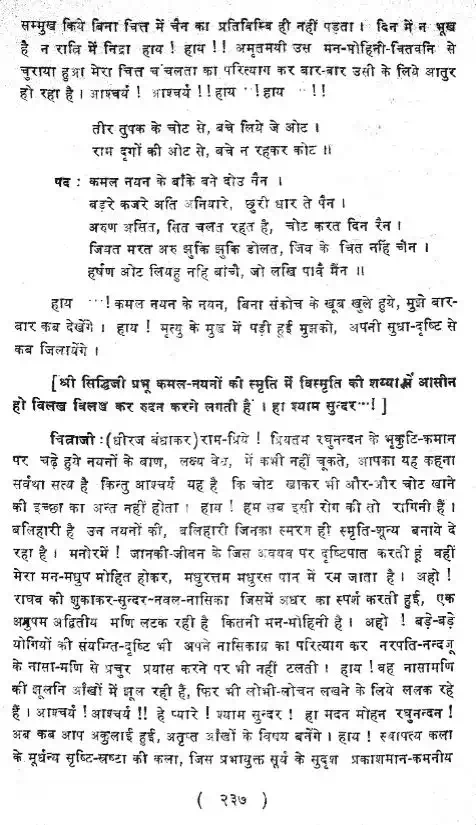 सम्मुख किये बिना चित्त में चैन का प्रतिबिम्बि ही नहीं पड़ता । दिन में न भूख
है न रात्रि में निद्रा हाय ! हाय !! अमृतमयी उस मन-मोहिनी-चितवनि से
चुराया हुआ मेरा चित्त चंचलता का परित्याग कर बार-बार उसी के लिये आतुर
हो रहा है । आश्चर्य ! आश्चर्य !! हाय ···! हाय ···!!
तीर तुपक के चोट से, बचे लिये जे ओट ।
राम दृगों की ओट से, बचे न रहकर कोट ॥
पद : कमल नयन के बाँके बने दोउ नैन ।
बड़रे कजरे अति अनियारे, छुरी धार ते पैन ।
अरुण असित, सित चलत रहत है, चोट करत दिन रैन ।
जियत मरत अरु झुकि झुकि डोलत, जिव के चित नहिं चैन ।
हर्षण ओट लियहु नहि बाँचौ, जो लखि पावै मैंन ॥
हाय ···! कमल नयन के नयन, बिना संकोच के खूब खुले हुये, मुझे बार-
बार कब देखेंगे । हाय ! मृत्यु के मुख में पड़ी हुई मुझको, अपनी सुधा-दृष्टि से
कब जिलायेंगे ।
[श्री सिद्धिजी प्रभू कमल-नयनों की स्मृति में विस्मृति की शय्या में आसीन
हो विलख विलख कर रुदन करने लगती है । हा श्याम सुन्दर···!]
चित्राजी : (धीरज बंधाकर) राम-प्रिये ! प्रियतम रघुनन्दन के भृकुटि-कमान
पर चढ़े हुये नयनों के बाण, लक्ष्य वेध, में कभी नहीं चूकते, आपका यह कहना
सर्वथा सत्य है किन्तु आश्चर्य यह है कि चोट खाकर भी और-और चोट खाने
की इच्छा का अन्त नहीं होता । हाय ! हम सब इसी रोग की तो रागिनी हैं ।
बलिहारी है उन नयनों की, बलिहारी जिनका स्मरण ही स्मृति-शून्य बनाये दे
रहा है । मनोरमें ! जानकी-जीवन के जिस अवयव पर दृष्टिपात करती हूं वहीं
मेरा मन-मधुप मोहित होकर, मधुरत्तम मधुरस पान में रम जाता है । अहो !
राघव की शुकाकर-सुन्दर-नवल-नासिका जिसमें अधर का स्पर्श करती हुई, एक
अनुपम अद्वितीय मणि लटक रही है कितनी मन-मोहिनी है । अहो ! बड़े-बड़े
योगियों की संयमित-दृष्टि भी अपने नासिकाग्र का परित्याग कर नरपति-नन्दजू
के नासा-मणि से प्रचुर प्रयास करने पर भी नहीं टलती । हाय ! वह नासामणि
की झूलनि आँखों में झूल रही हैं, फिर भी लोभी-लोचन लखने के लिये ललक रहे
हैं । आश्चर्य ! आश्चर्य !! हे प्यारे ! श्याम सुन्दर ! हा मदन मोहन रघुनन्दन !
अब कब आप अकुलाई हुई, अतृप्त आँखों के विषय बनेंगे । हाय ! स्थापत्य कला
के मूर्धन्य सृष्टि-स्रष्टा की कला, जिस प्रभायुक्त सूर्य के सुदृश प्रकाशमान-कमनीय
( २३७ )